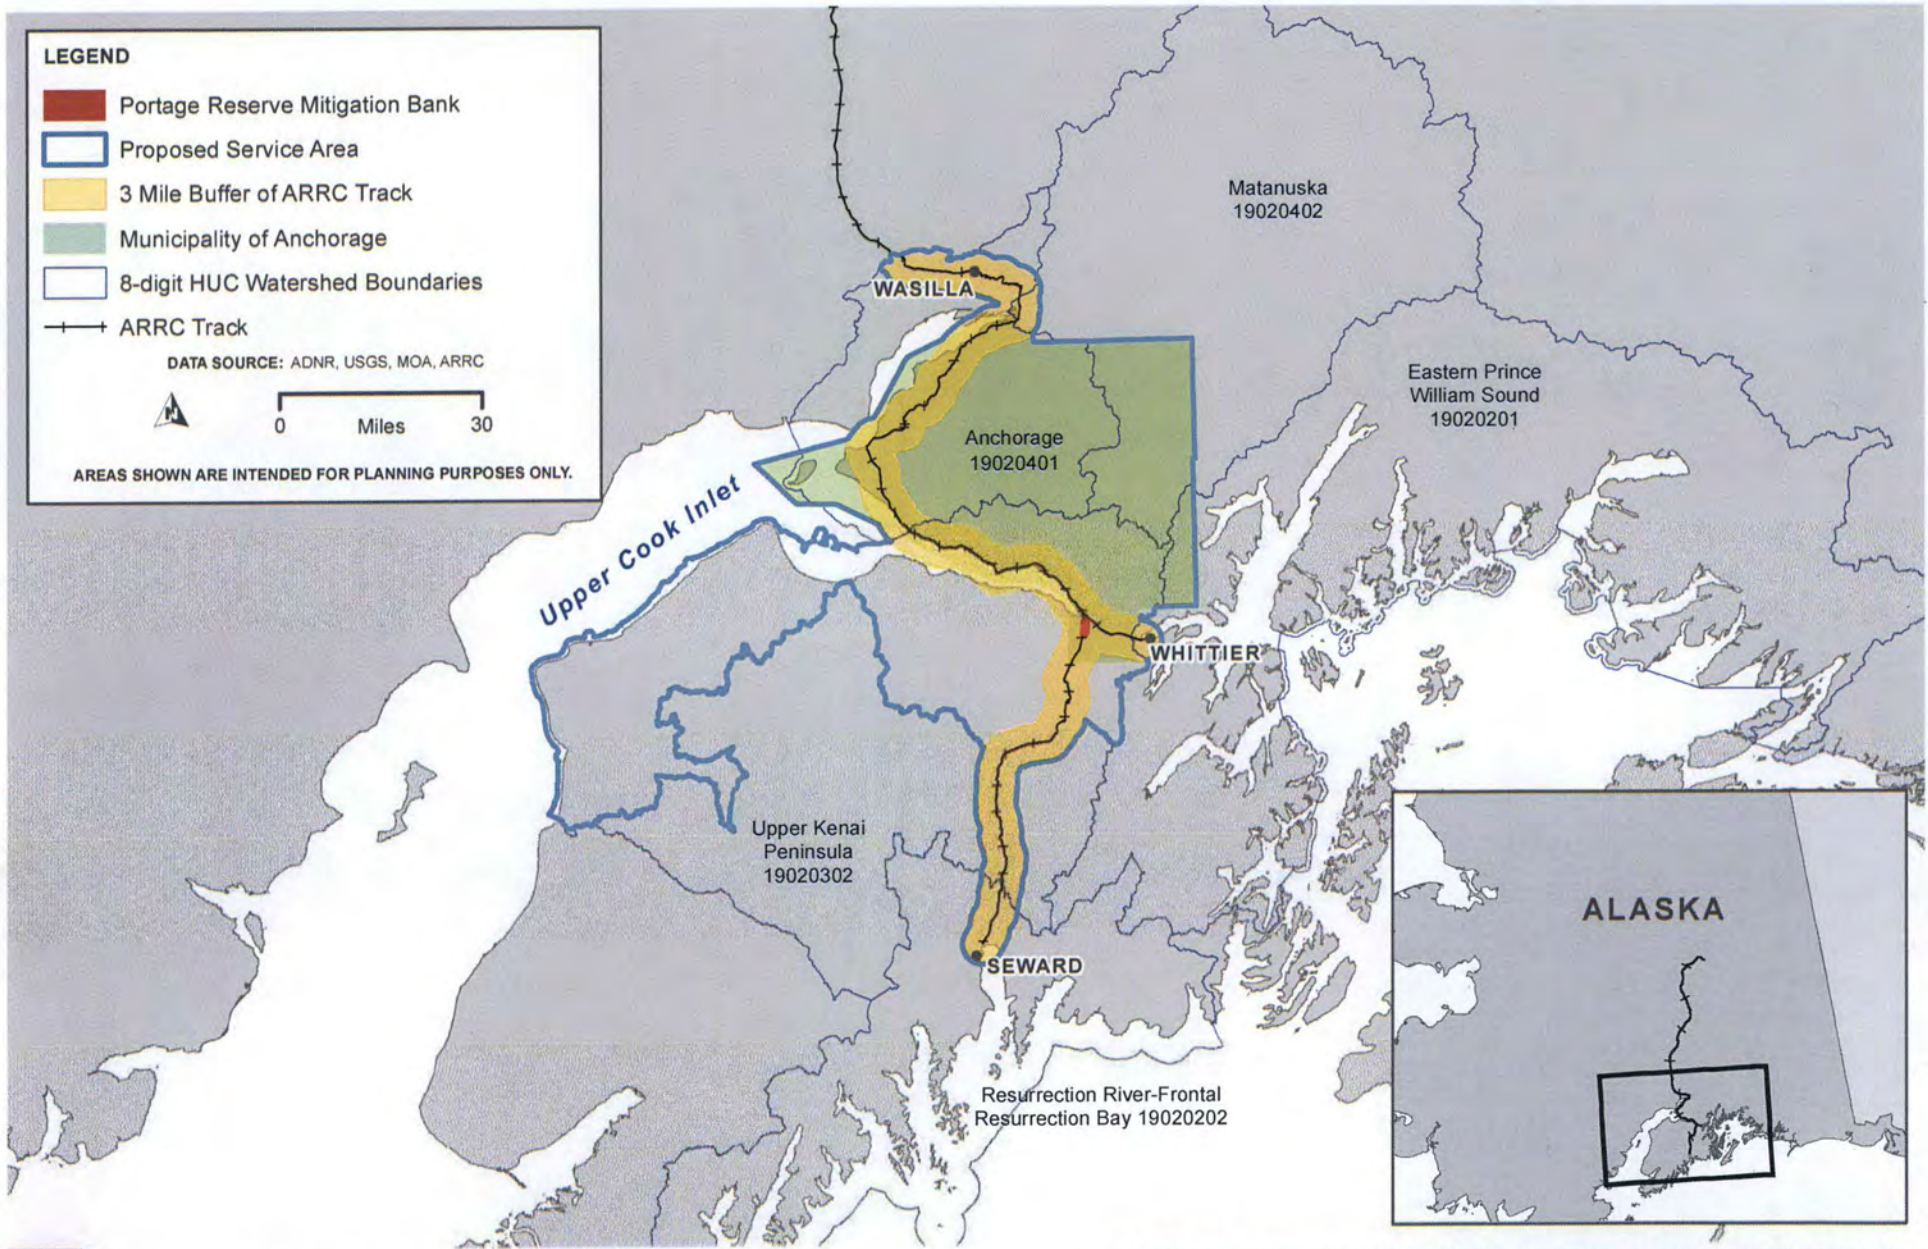 LEGEND
Portage Reserve Mitigation Bank
Proposed Service Area
3 Mile Buffer of ARRC Track
Municipality of Anchorage
8-digit HUC Watershed Boundaries
ARRC Track
DATA SOURCE: ADNR, USGS, MOA, ARRC
N
0 Miles 30
AREAS SHOWN ARE INTENDED FOR PLANNING PURPOSES ONLY.
Matanuska
19020402
WASILLA
Eastern Prince
William Sound
19020201
Anchorage
19020401
Upper Cook Inlet
WHITTIER
Upper Kenai
Peninsula
19020302
SEWARD
Resurrection River-Frontal
Resurrection Bay 19020202
ALASKA